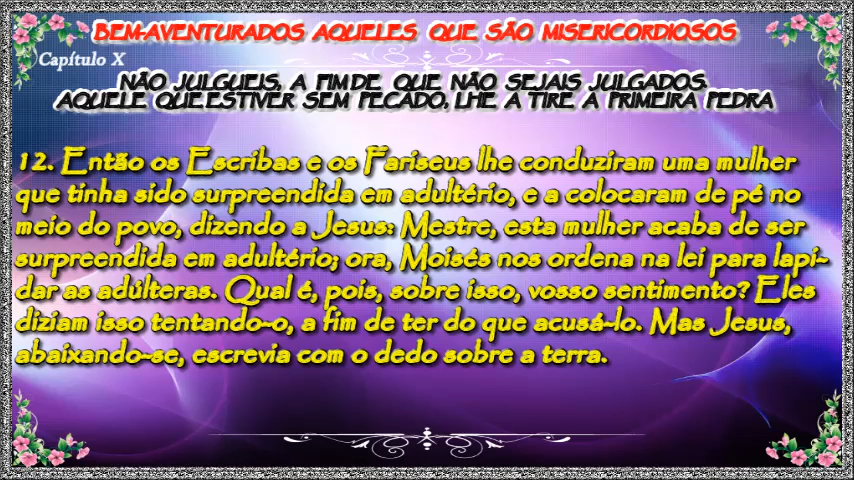 BEM-AVENTURADOS AQUELES QUE SÃO MISERICORDIOSOS
Capítulo X
NÃO JULGUEIS, A FIM DE QUE NÃO SEJAIS JULGADOS.
AQUELE QUE ESTIVER SEM PECADO, LHE ATIRE A PRIMEIRA PEDRA
12. Então os Escribas e os Fariseus lhe conduziram uma mulher
que tinha sido surpreendida em adultério, e a colocaram de pé no
meio do povo, dizendo a Jesus: Mestre, esta mulher acaba de ser
surpreendida em adultério; ora, Moisés nos ordena na lei para lapi-
dar as adúlteras. Qual é, pois, sobre isso, vosso sentimento? Eles
diziam isso tentando-o, a fim de ter do que acusá-lo. Mas Jesus,
abaixando-se, escrevia com o dedo sobre a terra.